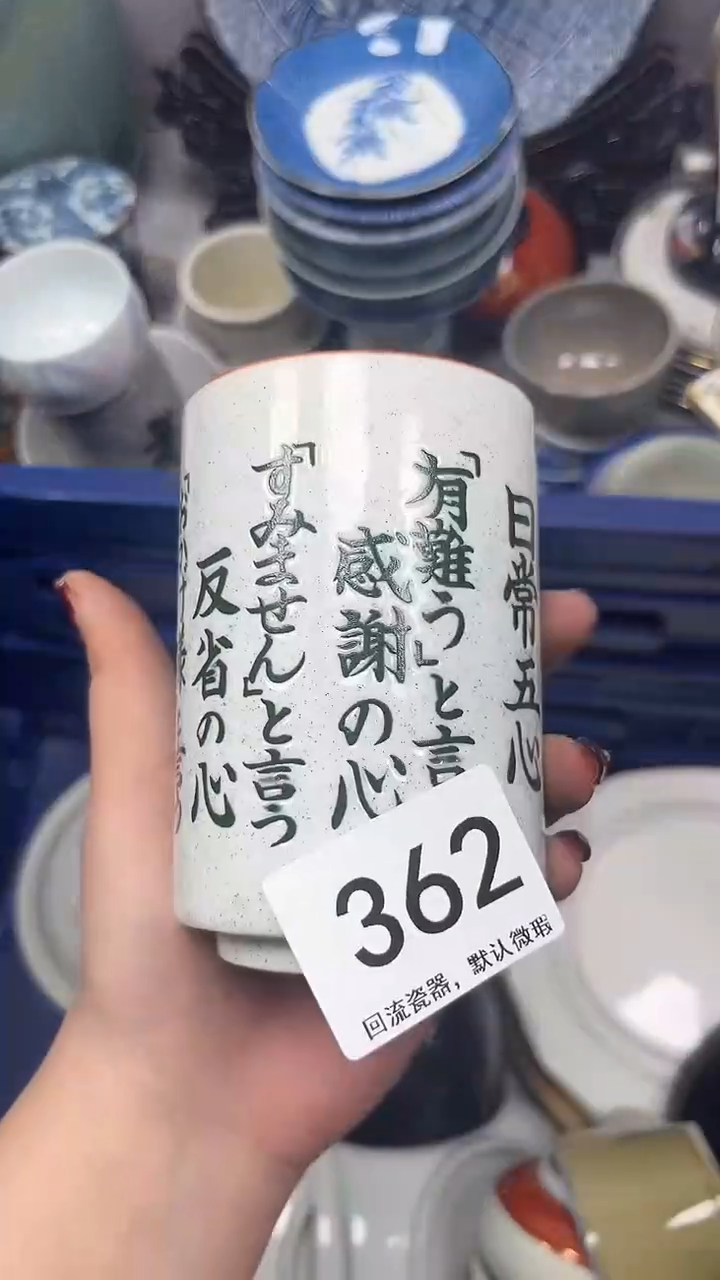 日常五心
「有難う」と言
感謝の心
「すみません」と言う
反省の心
362
回流瓷器，默认微瑕